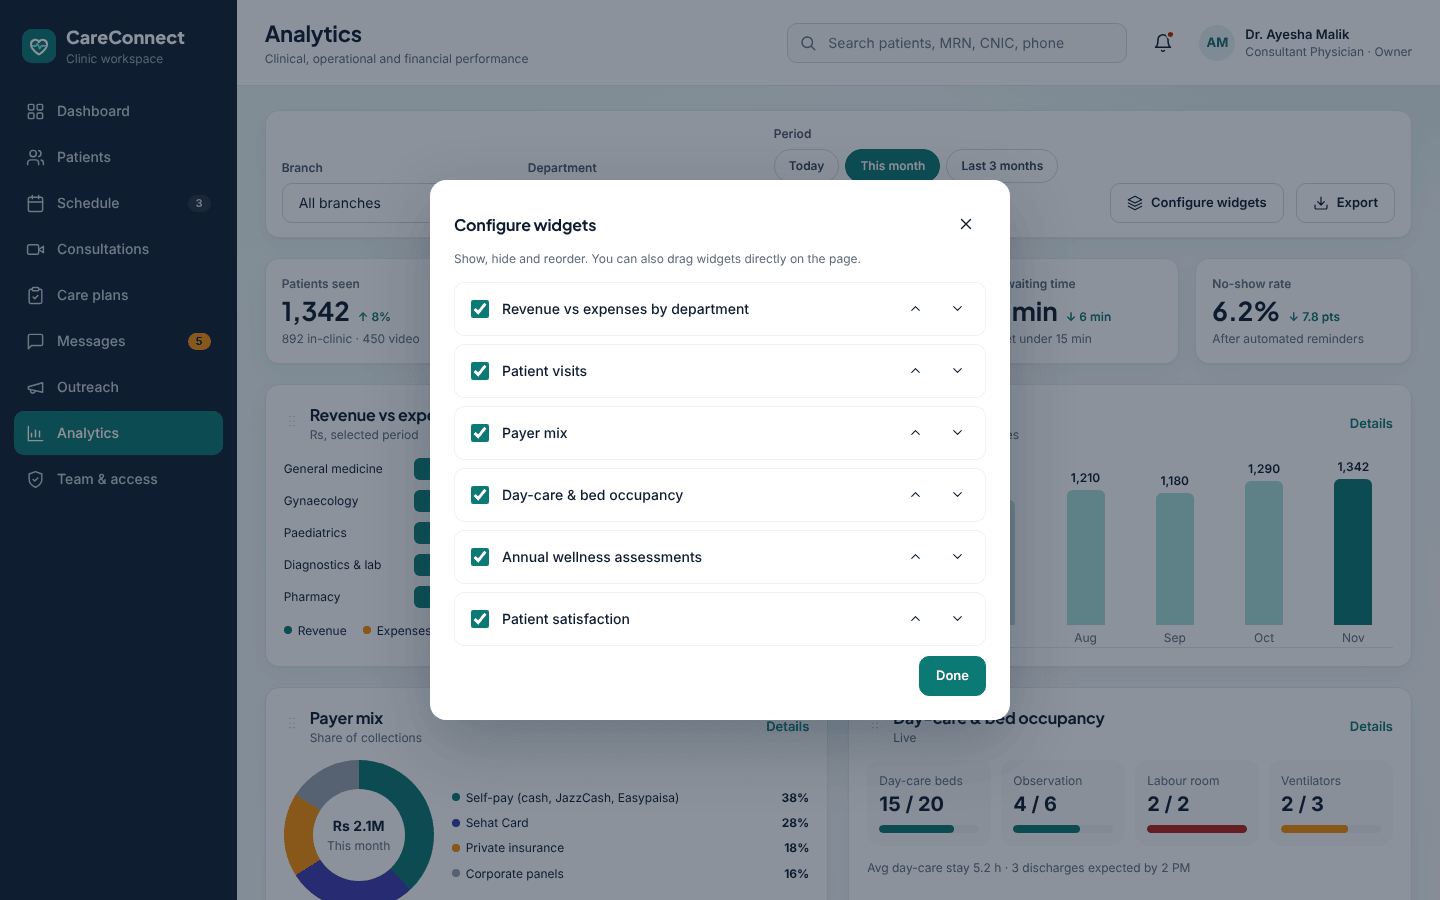 CareConnect
Clinic workspace
Dashboard
Patients
Schedule
3
Consultations
Care plans
Messages
5
Outreach
Analytics
Team & access
Analytics
Clinical, operational and financial performance
Search patients, MRN, CNIC, phone
AM
Dr. Ayesha Malik
Consultant Physician · Owner
Branch
All branches
Department
Period
Today
This month
Last 3 months
Configure widgets
Export
Patients seen
1,342
↑ 8%
892 in-clinic · 450 video
waiting time
min
↓ 6 min
under 15 min
No-show rate
6.2%
↓ 7.8 pts
After automated reminders
Configure widgets
Show, hide and reorder. You can also drag widgets directly on the page.
Revenue vs expenses by department
Patient visits
Payer mix
Day-care & bed occupancy
Annual wellness assessments
Patient satisfaction
Done
Revenue vs expe
Rs, selected period
General medicine
Gynaecology
Paediatrics
Diagnostics & lab
Pharmacy
Revenue
Expenses
Details
1,210
1,180
1,290
1,342
Aug
Sep
Oct
Nov
Payer mix
Share of collections
Details
Rs 2.1M
This month
Self-pay (cash, JazzCash, Easypaisa)
38%
Sehat Card
28%
Private insurance
18%
Corporate panels
16%
Day-care & bed occupancy
Live
Details
Day-care beds
15 / 20
Observation
4 / 6
Labour room
2 / 2
Ventilators
2 / 3
Avg day-care stay 5.2 h · 3 discharges expected by 2 PM